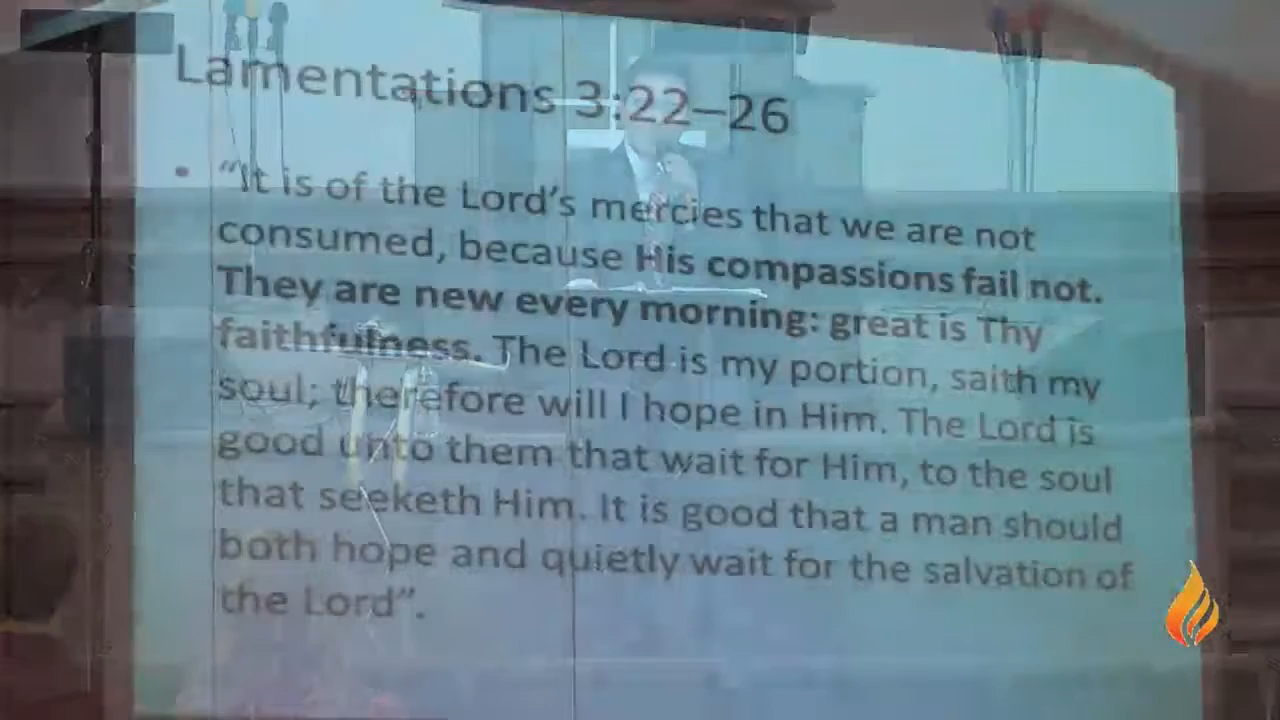 Lamentations 3:22–26
• “It is of the Lord’s mercies that we are not
consumed, because His compassions fail not.
They are new every morning: great is Thy
faithfulness. The Lord is my portion, saith my
soul; therefore will I hope in Him. The Lord is
good unto them that wait for Him, to the soul
that seeketh Him. It is good that a man should
both hope and quietly wait for the salvation of
the Lord”.